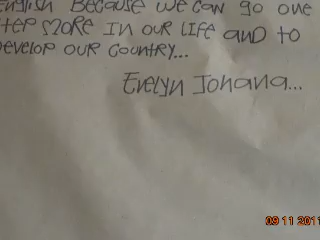 English Because we can go one
step more In our life and to
develop our country...
Evelyn Johana...
09 11 2011